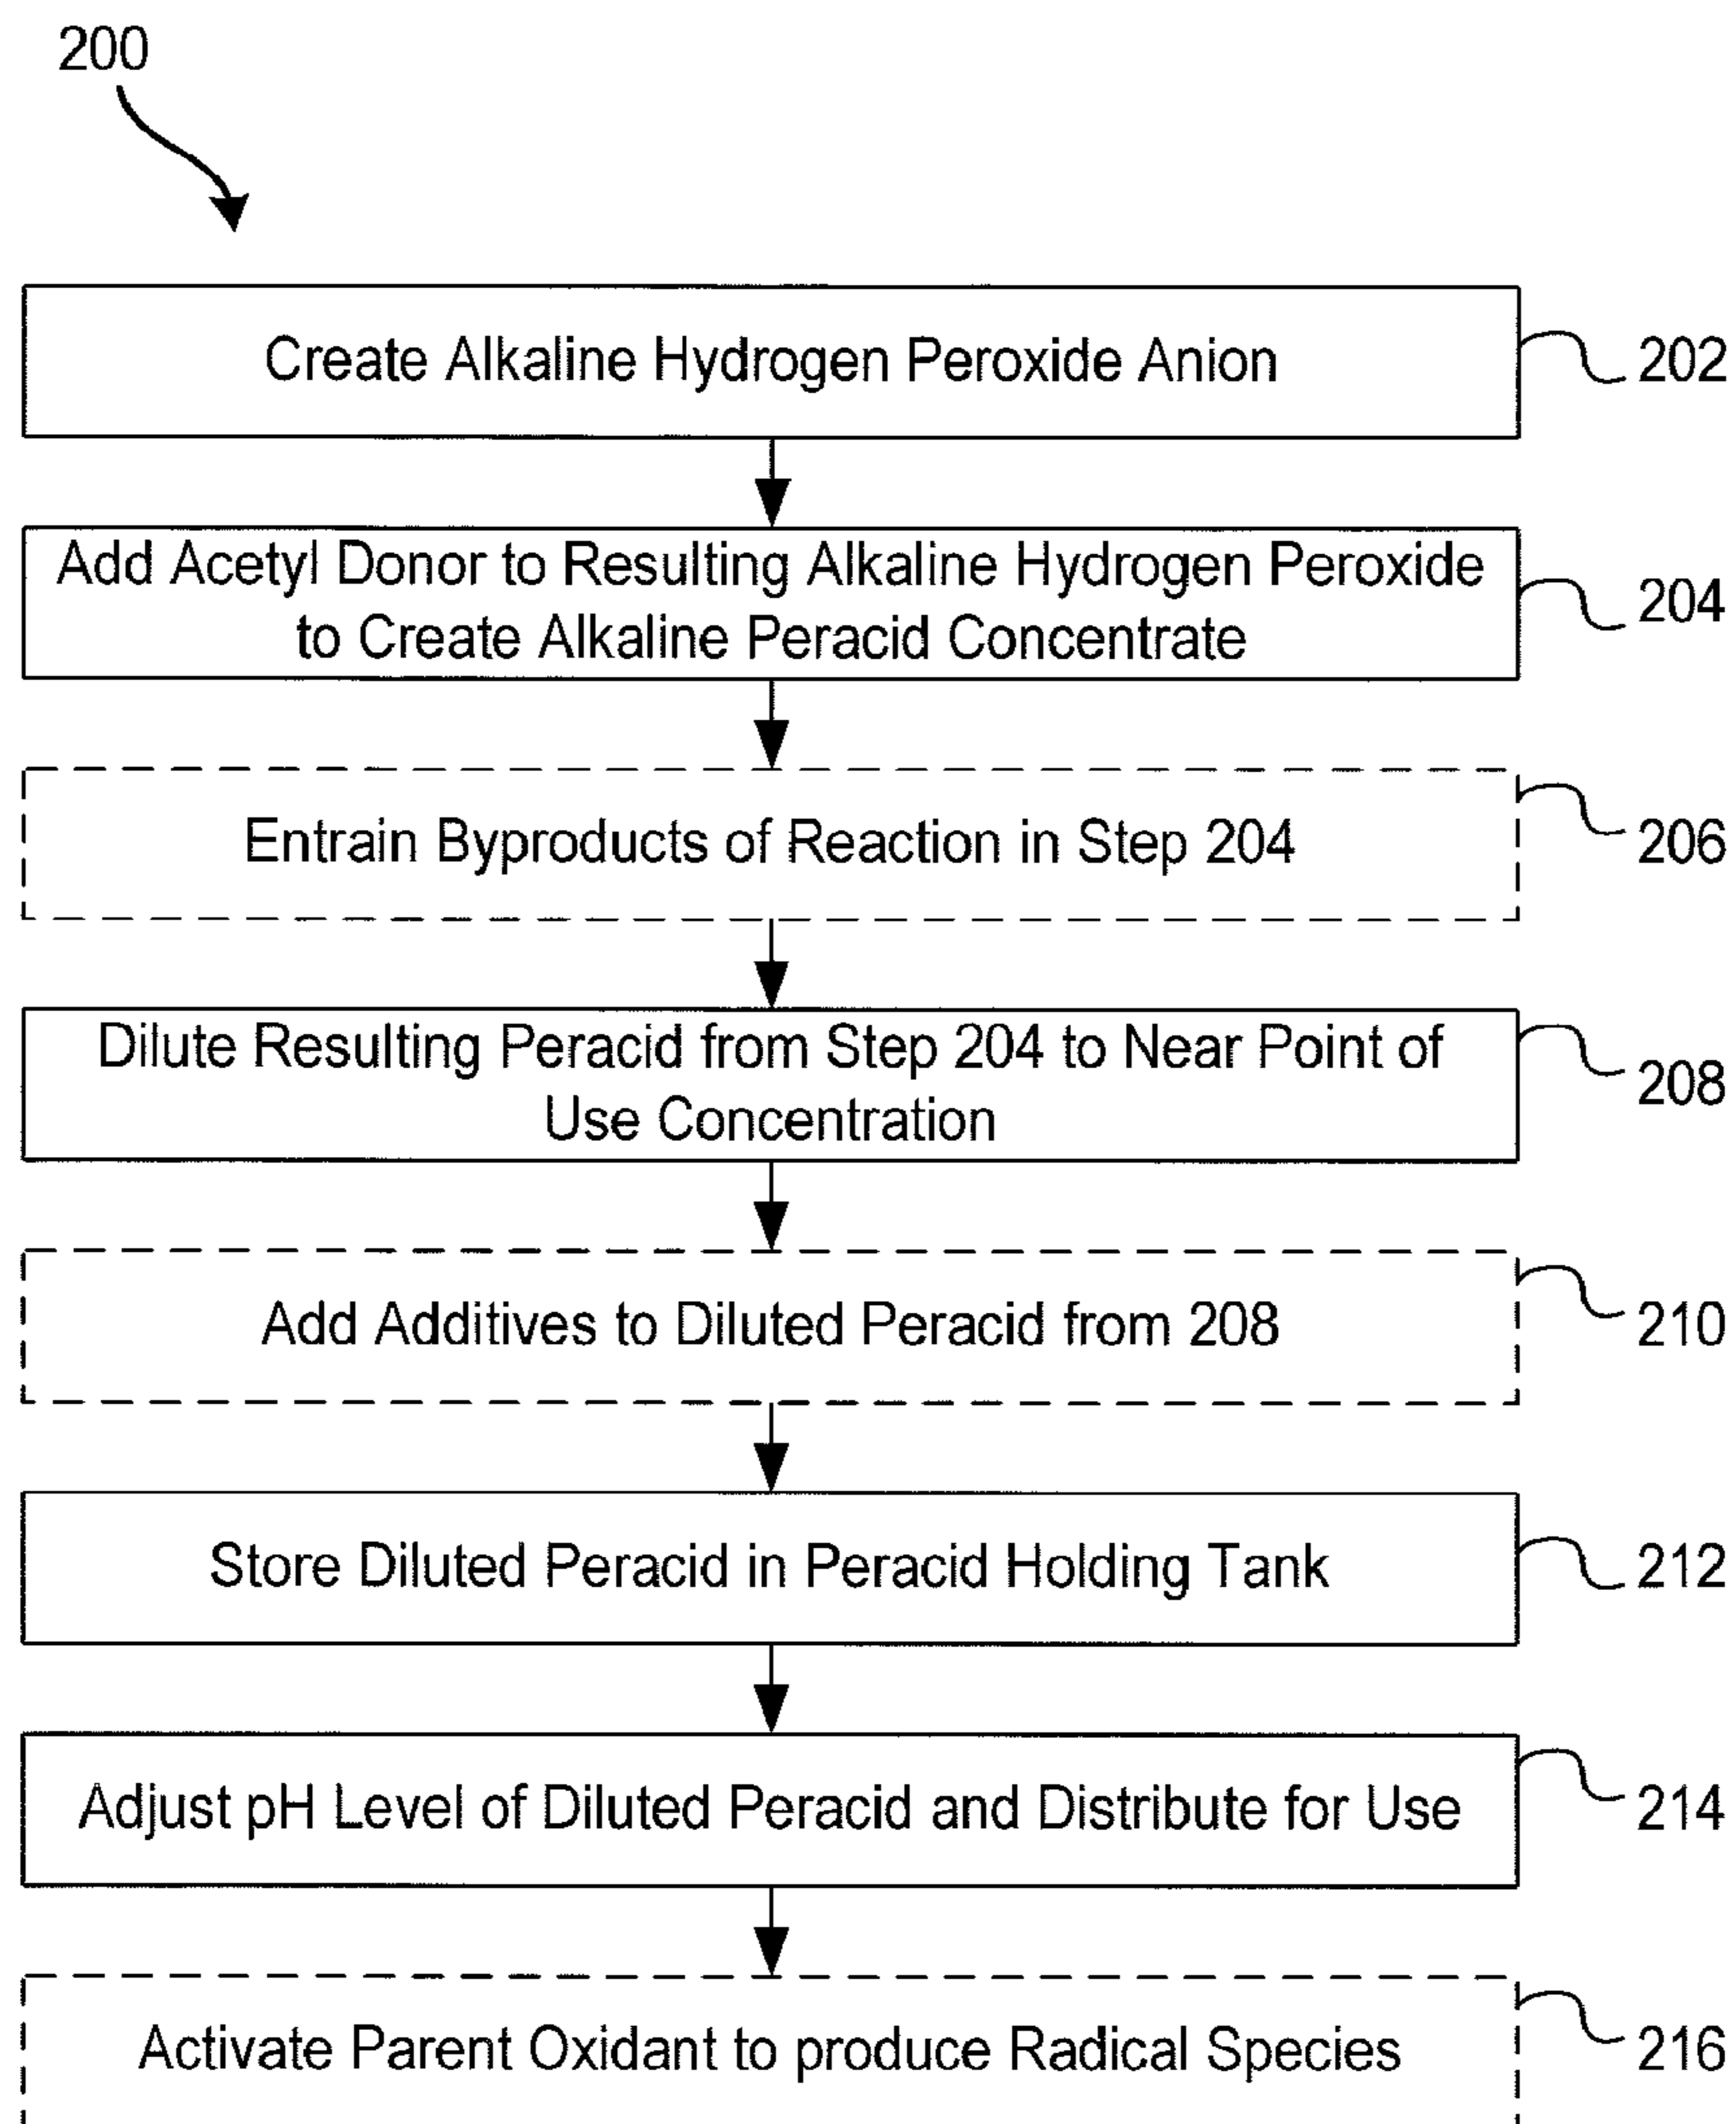 200
Create Alkaline Hydrogen Peroxide Anion
202
Add Acetyl Donor to Resulting Alkaline Hydrogen Peroxide
to Create Alkaline Peracid Concentrate
204
Entrain Byproducts of Reaction in Step 204
206
Dilute Resulting Peracid from Step 204 to Near Point of
Use Concentration
208
Add Additives to Diluted Peracid from 208
210
Store Diluted Peracid in Peracid Holding Tank
212
Adjust pH Level of Diluted Peracid and Distribute for Use
214
Activate Parent Oxidant to produce Radical Species
216